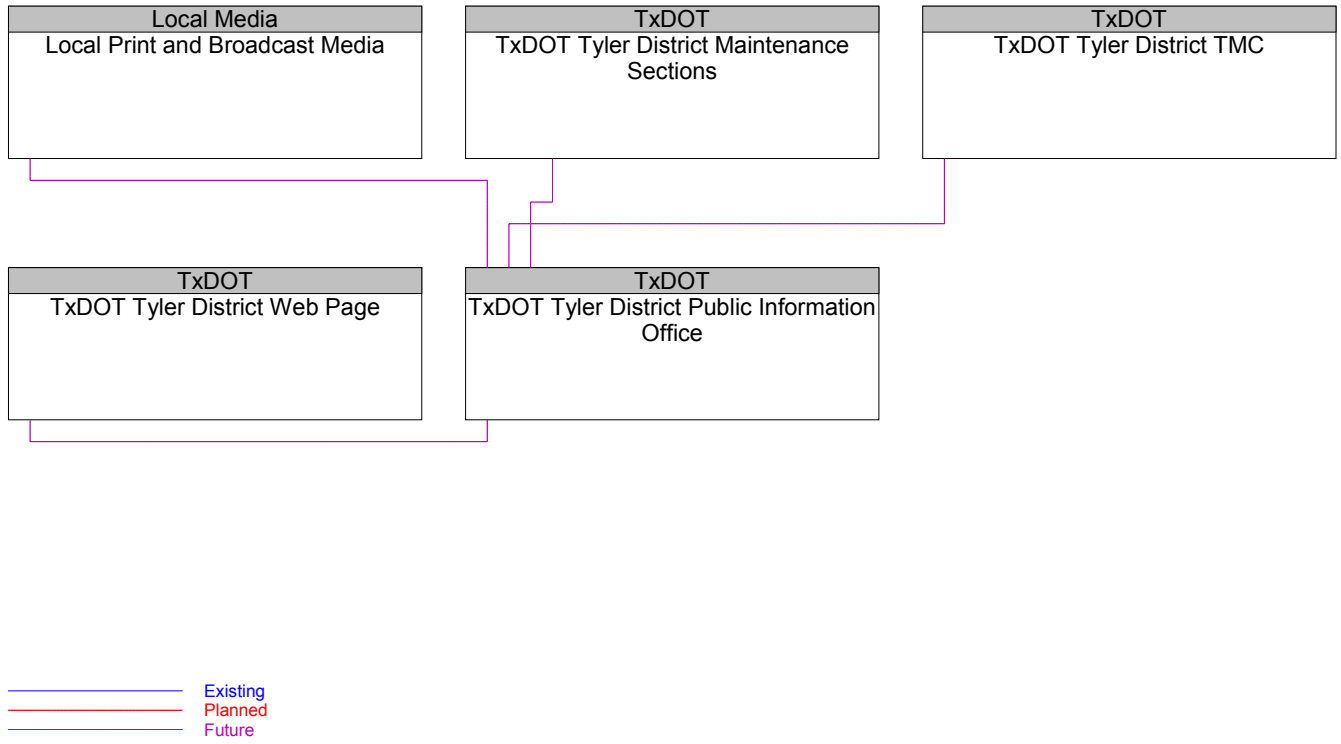 Local Media
Local Print and Broadcast Media
TxDOT
TxDOT Tyler District Maintenance
Sections
TxDOT
TxDOT Tyler District TMC
TxDOT
TxDOT Tyler District Web Page
TxDOT
TxDOT Tyler District Public Information
Office
Existing
Planned
Future